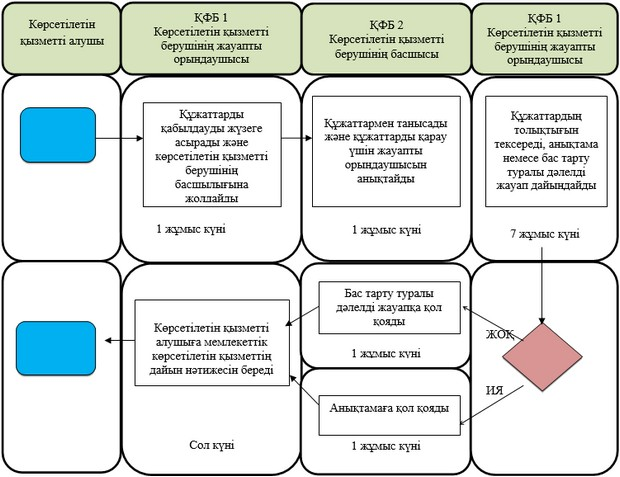 Көрсетілетін
қызметті алушы
ҚФБ 1
Көрсетілетін қызметті
берушінің жауапты
орындаушысы
ҚФБ 2
Көрсетілетін қызметті
берушінің басшысы
ҚФБ 1
Көрсетілетін қызметті
берушінің жауапты
орындаушысы
Құжаттарды
қабылдауды жүзеге
асырады және
көрсетілетін қызметті
берушінің
басшылығына
жолдайды
1 жұмыс күні
Құжаттармен танысады
және құжаттарды қарау
үшін жауапты
орындаушысын
анықтайды
1 жұмыс күні
Құжаттардың
толықтығын
тексереді, анықтама
немесе бас тарту
туралы дәлелді
жауап дайындайды
7 жұмыс күні
Көрсетілетін қызметті
алушыға мемлекеттік
көрсетілетін қызметтің
дайын нәтижесін береді
Сол күні
Бас тарту туралы
дәлелді жауапқа қол
қояды
1 жұмыс күні
ЖОҚ
ИЯ
Анықтамаға қол қояды
1 жұмыс күні